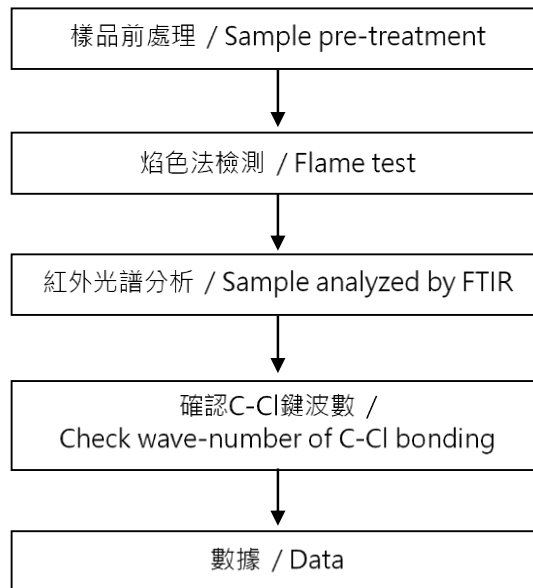 樣品前處理 / Sample pre-treatment
焰色法檢測 / Flame test
紅外光譜分析 / Sample analyzed by FTIR
確認C-Cl鍵波數 /
Check wave-number of C-Cl bonding
數據 / Data